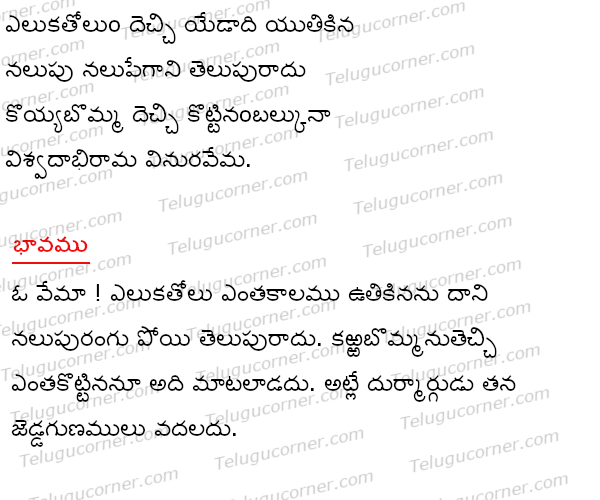 ఎలుకతోలుం దెచ్చి యేడాది యుతికిన
నలుపు నలుపేగాని తెలుపురాదు
కొయ్యబొమ్మ దెచ్చి కొట్టినంబల్కునా
విశ్వదాభిరామ వినురవేమ.
భావము
ఓ వేమా ! ఎలుకతోలు ఎంతకాలము ఉతికినను దాని
నలుపురంగు పోయి తెలుపురాదు. కఱ్ఱబొమ్మనుతెచ్చి
ఎంతకొట్టిననూ అది మాటలాడదు. అట్లే దుర్మార్గుడు తన
జెడ్డగుణములు వదలదు.
Telugucorner.com